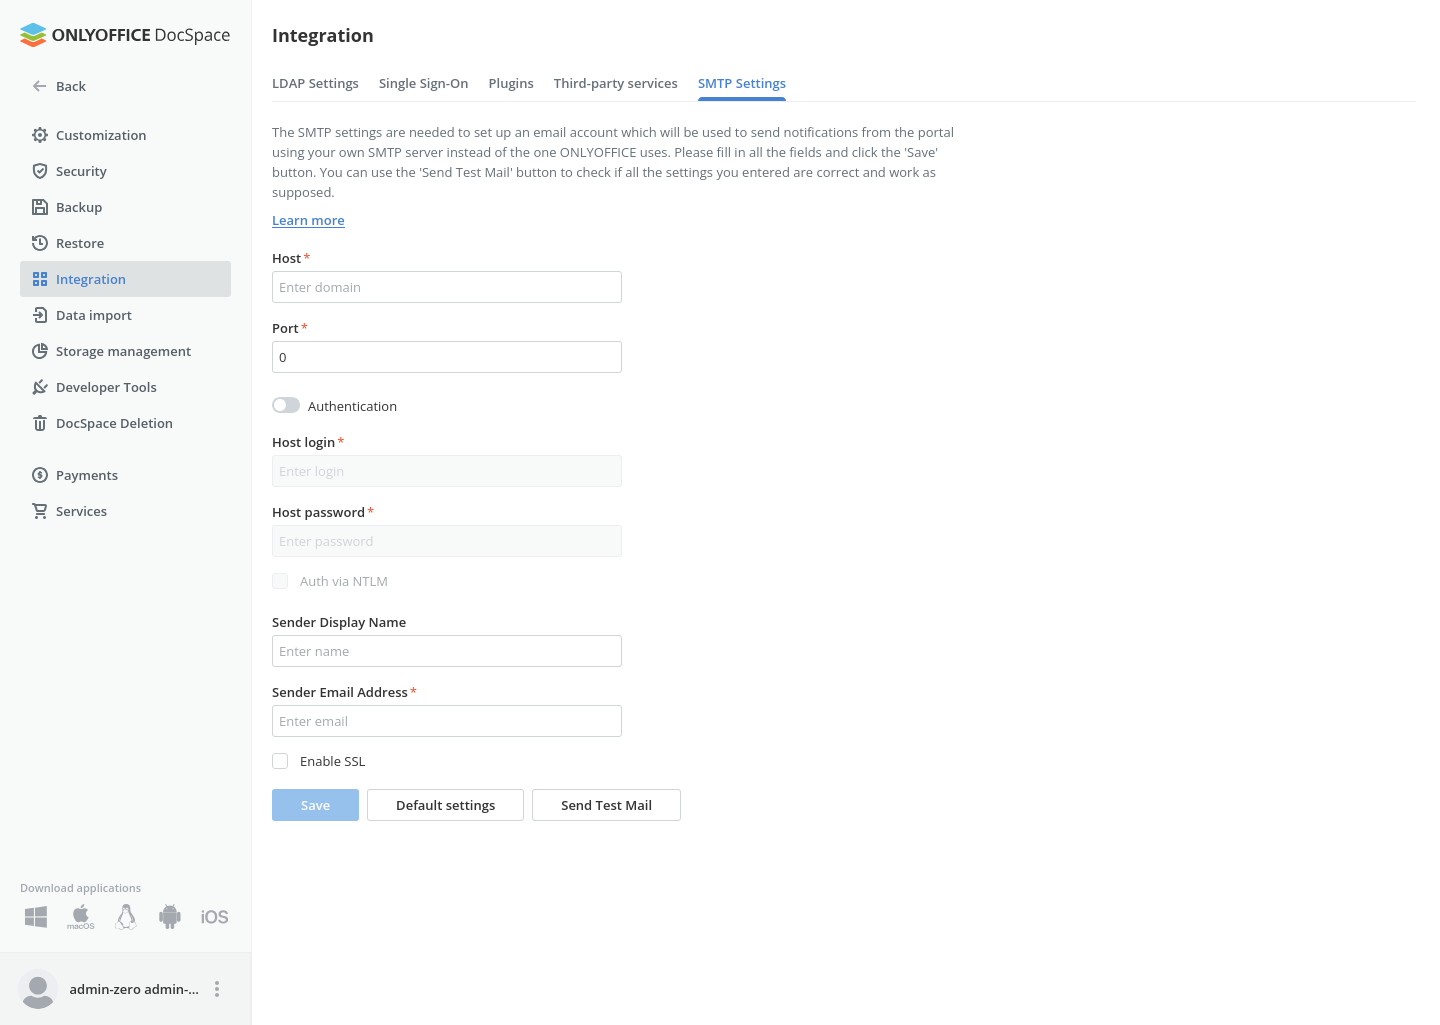 ONLYOFFICE DocSpace
Back
Customization
Security
Backup
Restore
Integration
Data import
Storage management
Developer Tools
DocSpace Deletion
Payments
Services
Download applications
macOS
iOS
admin-zero admin-...
Integration
LDAP Settings Single Sign-On Plugins Third-party services SMTP Settings
The SMTP settings are needed to set up an email account which will be used to send notifications from the portal
using your own SMTP server instead of the one ONLYOFFICE uses. Please fill in all the fields and click the 'Save'
button. You can use the 'Send Test Mail' button to check if all the settings you entered are correct and work as
supposed.
Learn more
Host *
Enter domain
Port *
0
Authentication
Host login *
Enter login
Host password *
Enter password
Auth via NTLM
Sender Display Name
Enter name
Sender Email Address *
Enter email
Enable SSL
Save Default settings Send Test Mail